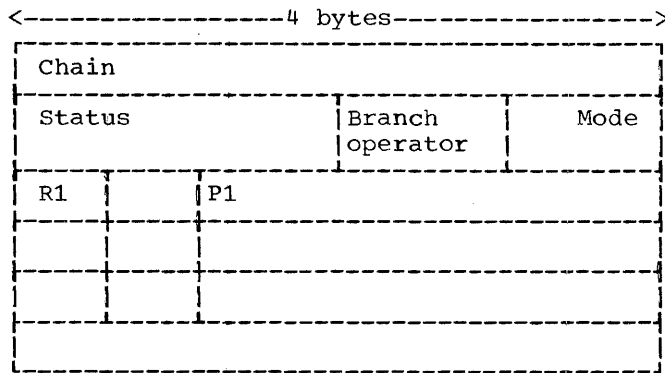 <---------------4 bytes--------------->
Chain
Status Branch operator Mode
R1 P1